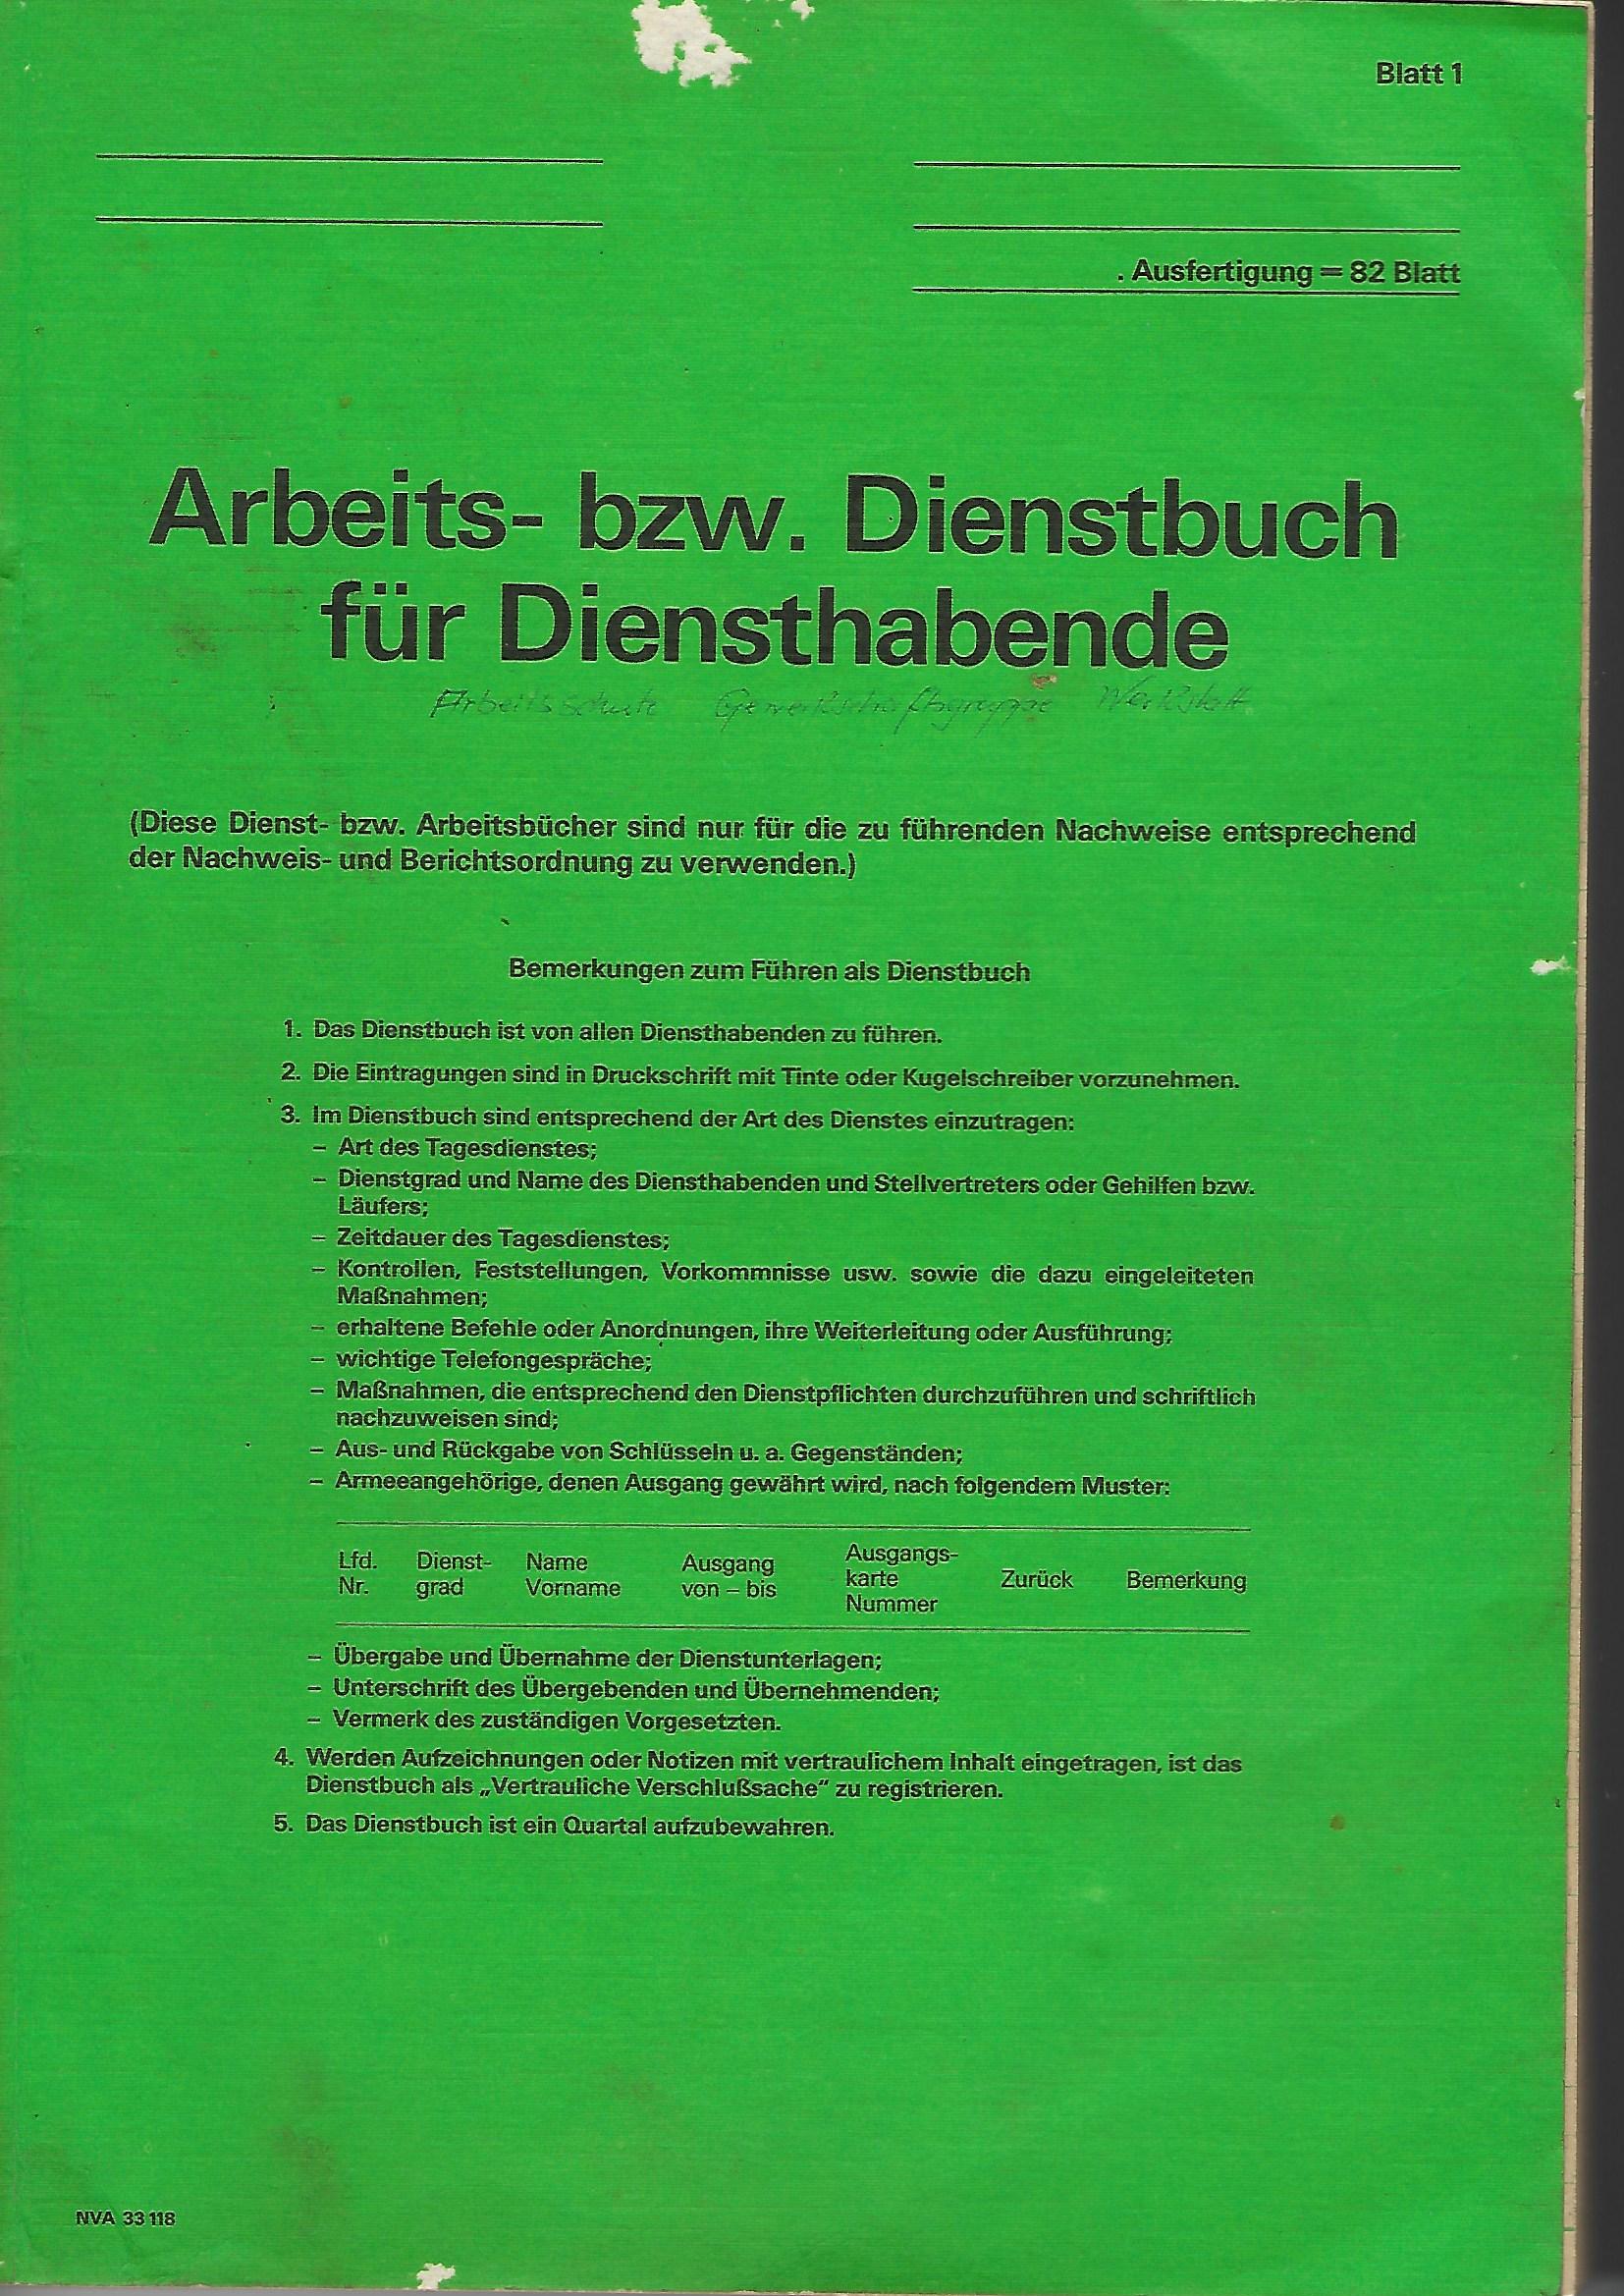 Blatt 1
. Ausfertigung = 82 Blatt
Arbeits- bzw. Dienstbuch
für Diensthabende
Arbeitsschutz Gewerkschaftsgruppe Werkstatt
(Diese Dienst- bzw. Arbeitsbücher sind nur für die zu führenden Nachweise entsprechend
der Nachweis- und Berichtsordnung zu verwenden.)
Bemerkungen zum Führen als Dienstbuch
1. Das Dienstbuch ist von allen Diensthabenden zu führen.
2. Die Eintragungen sind in Druckschrift mit Tinte oder Kugelschreiber vorzunehmen.
3. Im Dienstbuch sind entsprechend der Art des Dienstes einzutragen:
– Art des Tagesdienstes;
– Dienstgrad und Name des Diensthabenden und Stellvertreters oder Gehilfen bzw.
Läufers;
– Zeitdauer des Tagesdienstes;
– Kontrollen, Feststellungen, Vorkommnisse usw. sowie die dazu eingeleiteten
Maßnahmen;
– erhaltene Befehle oder Anordnungen, ihre Weiterleitung oder Ausführung;
– wichtige Telefongespräche;
– Maßnahmen, die entsprechend den Dienstpflichten durchzuführen und schriftlich
nachzuweisen sind;
– Aus- und Rückgabe von Schlüsseln u. a. Gegenständen;
– Armeeangehörige, denen Ausgang gewährt wird, nach folgendem Muster:
Lfd. Nr. Dienst- grad Name Vorname Ausgang von – bis Ausgangs- karte Nummer Zurück Bemerkung
– Übergabe und Übernahme der Dienstunterlagen;
– Unterschrift des Übergebenden und Übernehmenden;
– Vermerk des zuständigen Vorgesetzten.
4. Werden Aufzeichnungen oder Notizen mit vertraulichem Inhalt eingetragen, ist das
Dienstbuch als „Vertrauliche Verschlußsache“ zu registrieren.
5. Das Dienstbuch ist ein Quartal aufzubewahren.
NVA 33 118